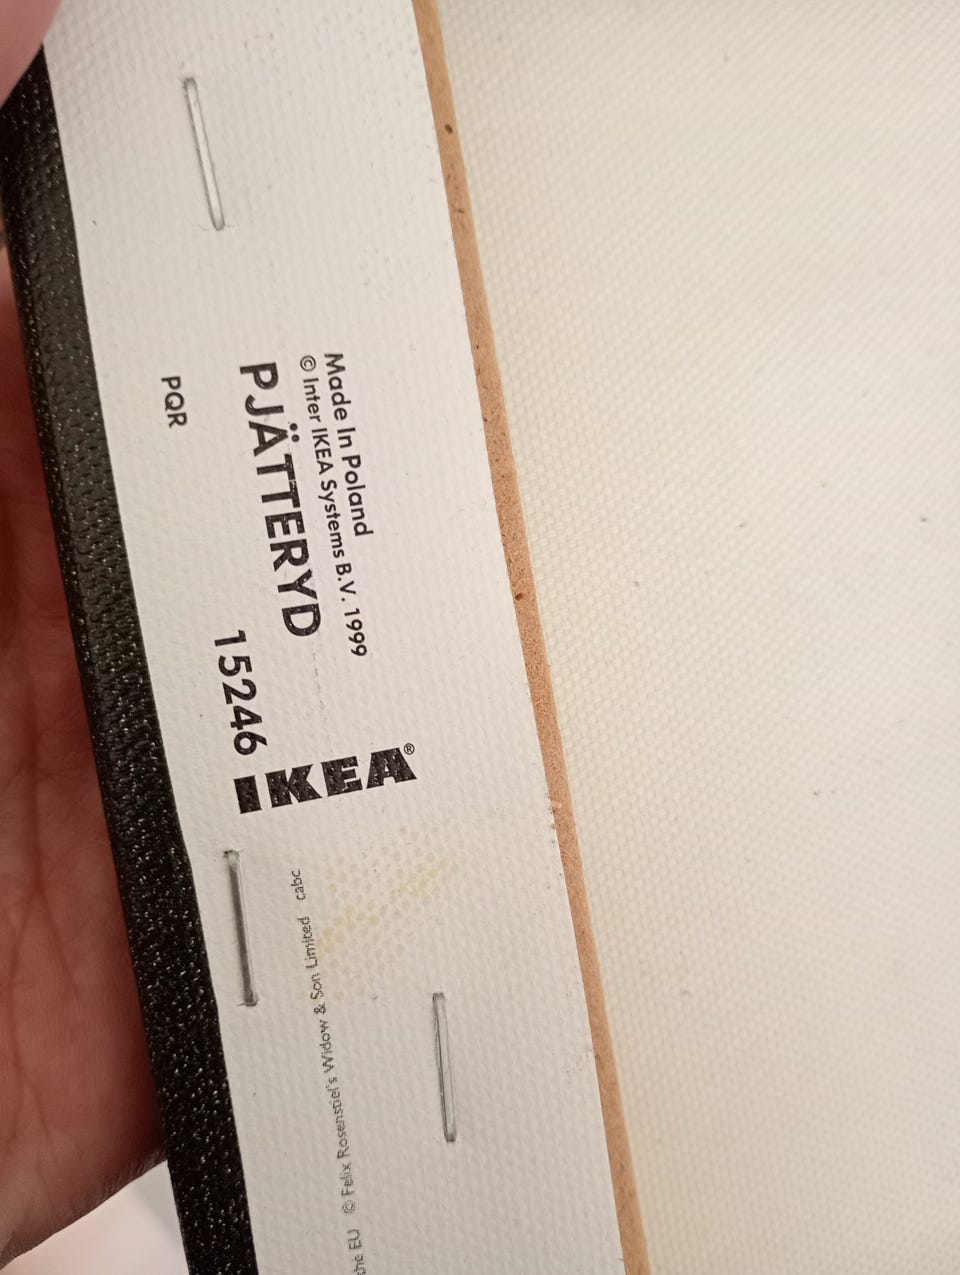 Made In Poland
© Inter IKEA Systems B.V. 1999
PJÄTTERYD
15246
PQR
IKEA®
the EU © Felix Rosenstiel's Widow & Son Limited cabc